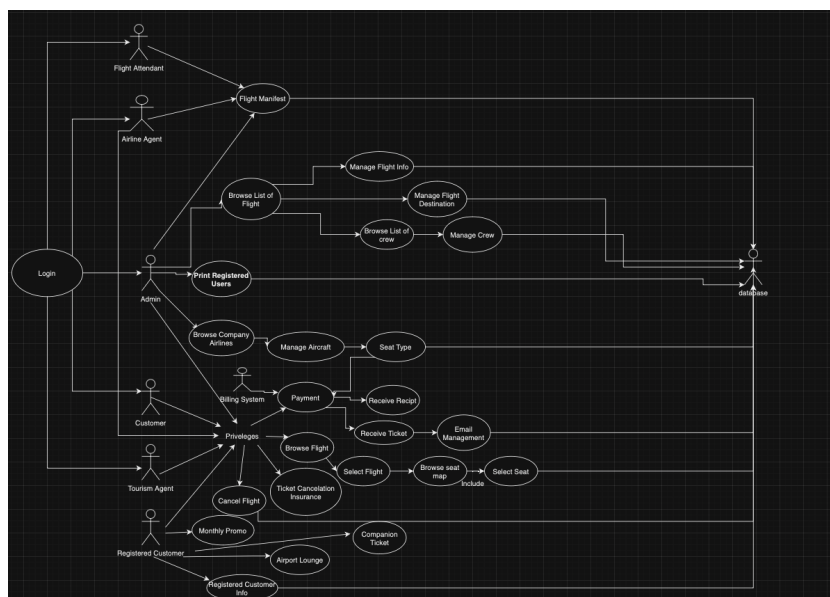 Flight Attendant
Flight Manifest
Airline Agent
Manage Flight Info
Browse List of
Flight
Manage Flight
Destination
Browse List of
crew
Manage Crew
Login
Print Registered
Users
Admin
database
Browse Company
Airlines
Manage Aircraft
Seat Type
Billing System
Payment
Receive Recipt
Customer
Receive Ticket
Email
Management
Priveleges
Browse Flight
Select Flight
Browse seat
map
Include
Select Seat
Tourism Agent
Ticket Cancelation
Insurance
Cancel Flight
Monthly Promo
Companion
Ticket
Registered Customer
Airport Lounge
Registered Customer
Info